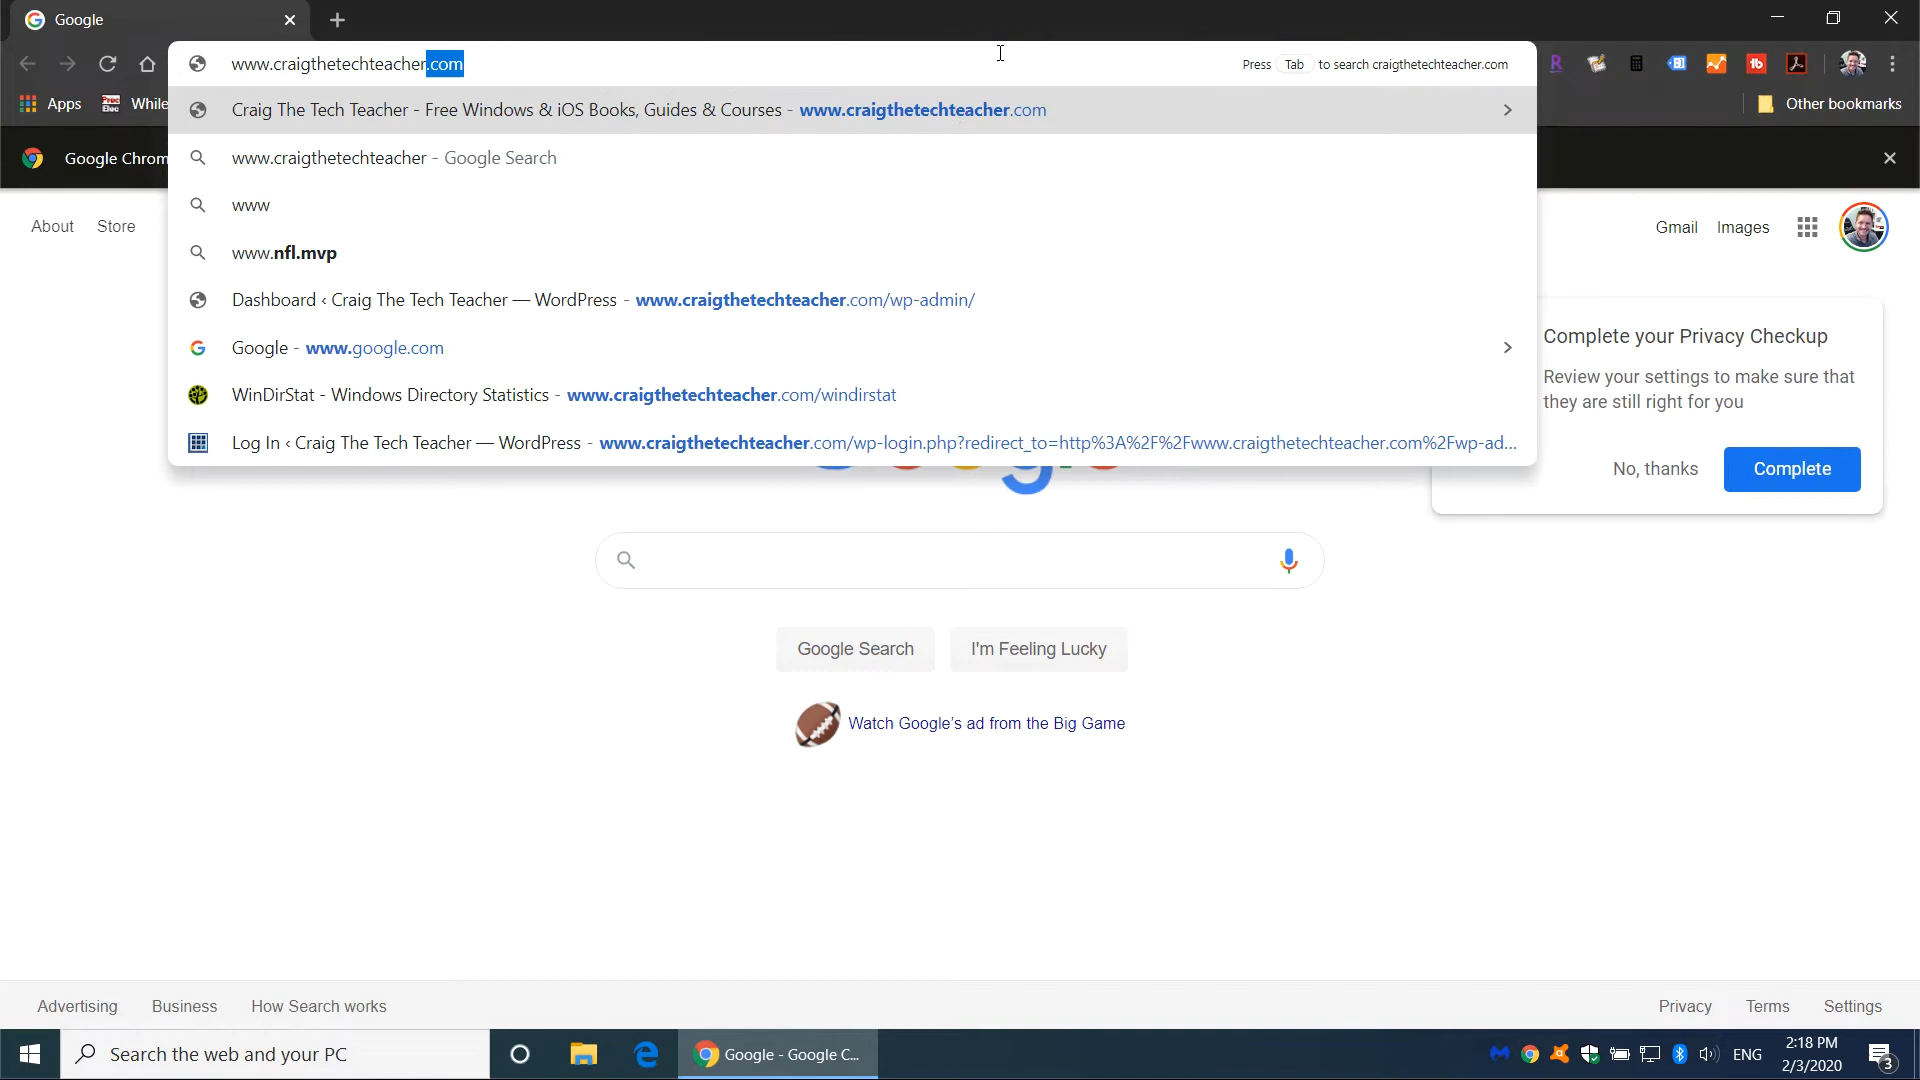 Google
www.craigthetechteacher.com
Press Tab to search craigthetechteacher.com
Apps
While
Other bookmarks
Craig The Tech Teacher - Free Windows & iOS Books, Guides & Courses - www.craigthetechteacher.com
Google Chrom
www.craigthetechteacher - Google Search
www
www.nfl.mvp
Dashboard ‹ Craig The Tech Teacher — WordPress - www.craigthetechteacher.com/wp-admin/
Google - www.google.com
WinDirStat - Windows Directory Statistics - www.craigthetechteacher.com/windirstat
Log In ‹ Craig The Tech Teacher — WordPress - www.craigthetechteacher.com/wp-login.php?redirect_to=http%3A%2F%2Fwww.craigthetechteacher.com%2Fwp-ad...
About Store
Gmail Images
Complete your Privacy Checkup
Review your settings to make sure that
they are still right for you
No, thanks
Complete
Google Search
I'm Feeling Lucky
Watch Google's ad from the Big Game
Advertising Business How Search works
Privacy Terms Settings
Search the web and your PC
Google - Google C...
ENG
2:18 PM
2/3/2020
3